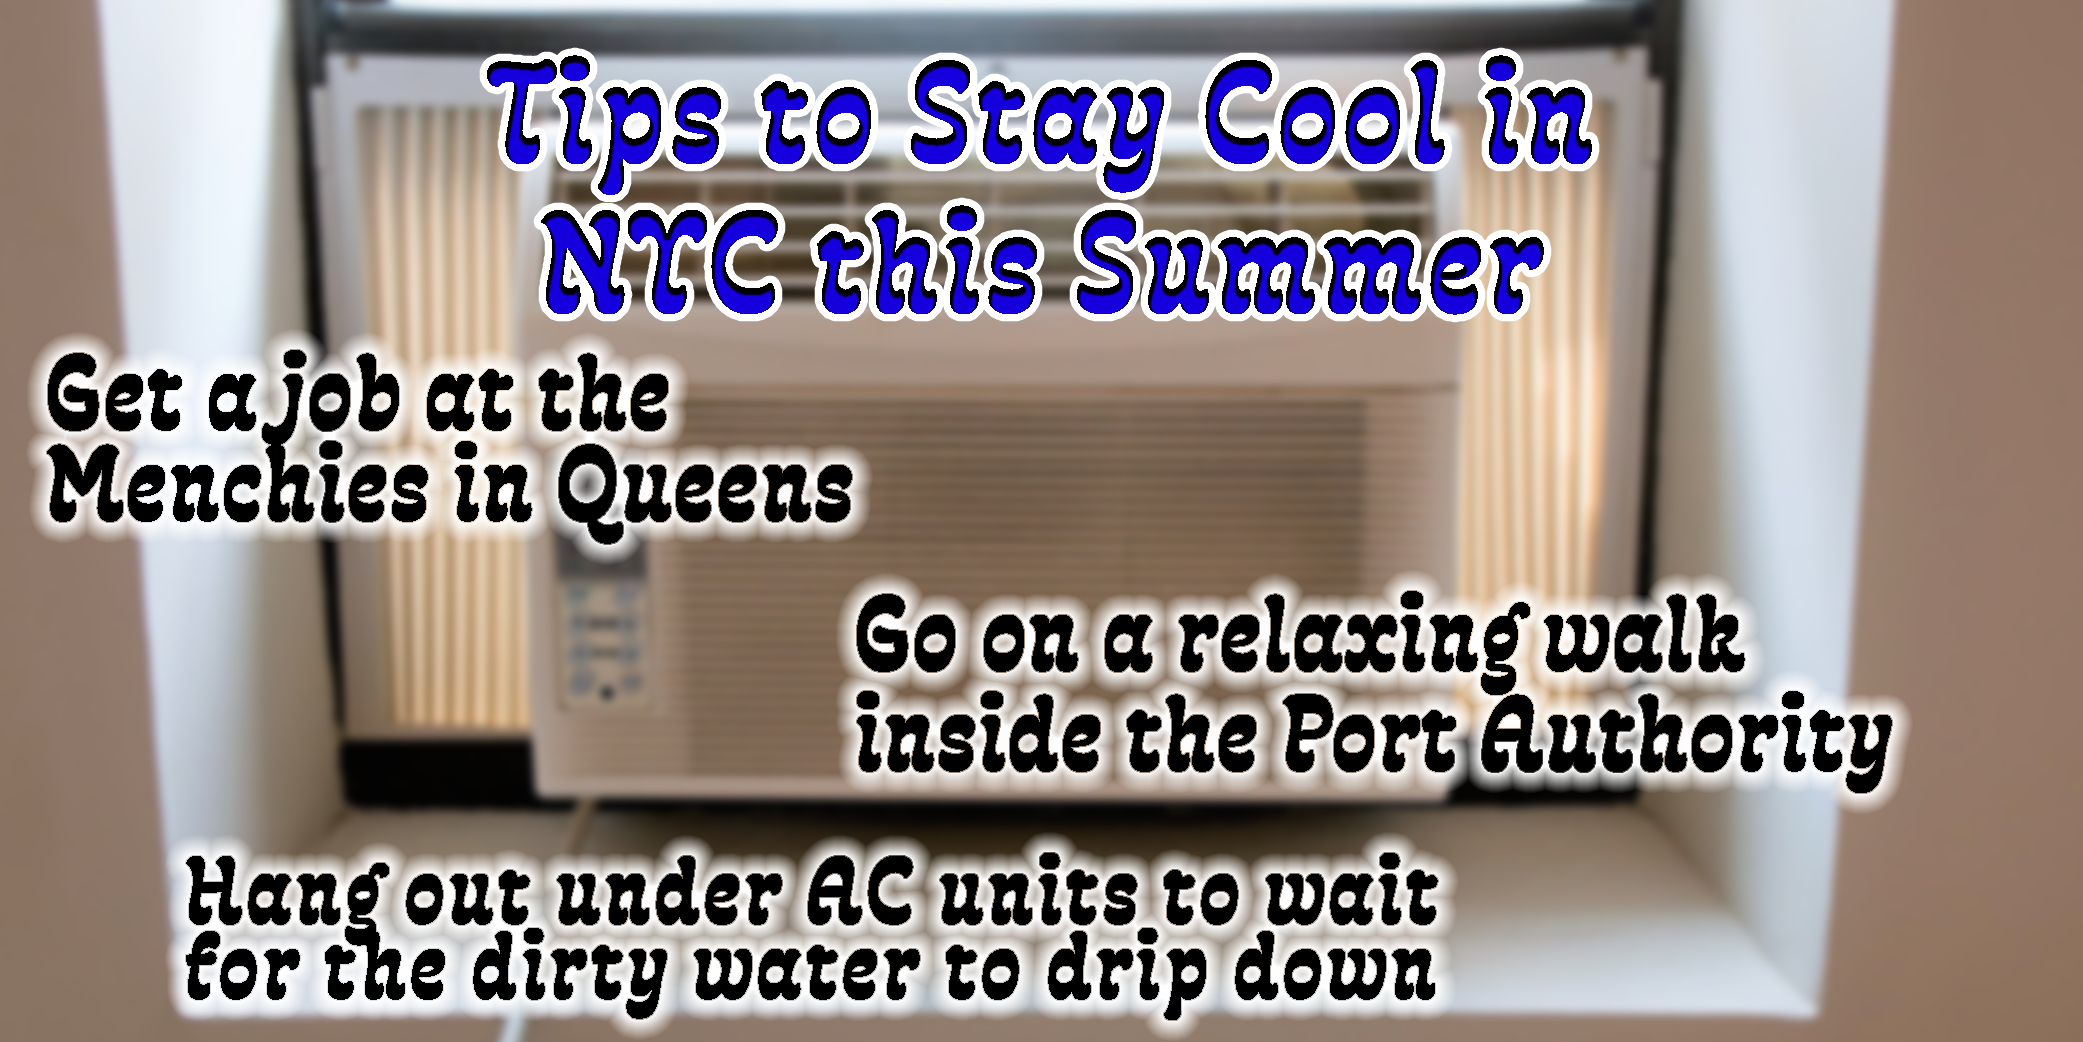 Tips to Stay Cool in
NYC this Summer
Get a job at the
Menchies in Queens
Go on a relaxing walk
inside the Port Authority
Hang out under AC units to wait
for the dirty water to drip down